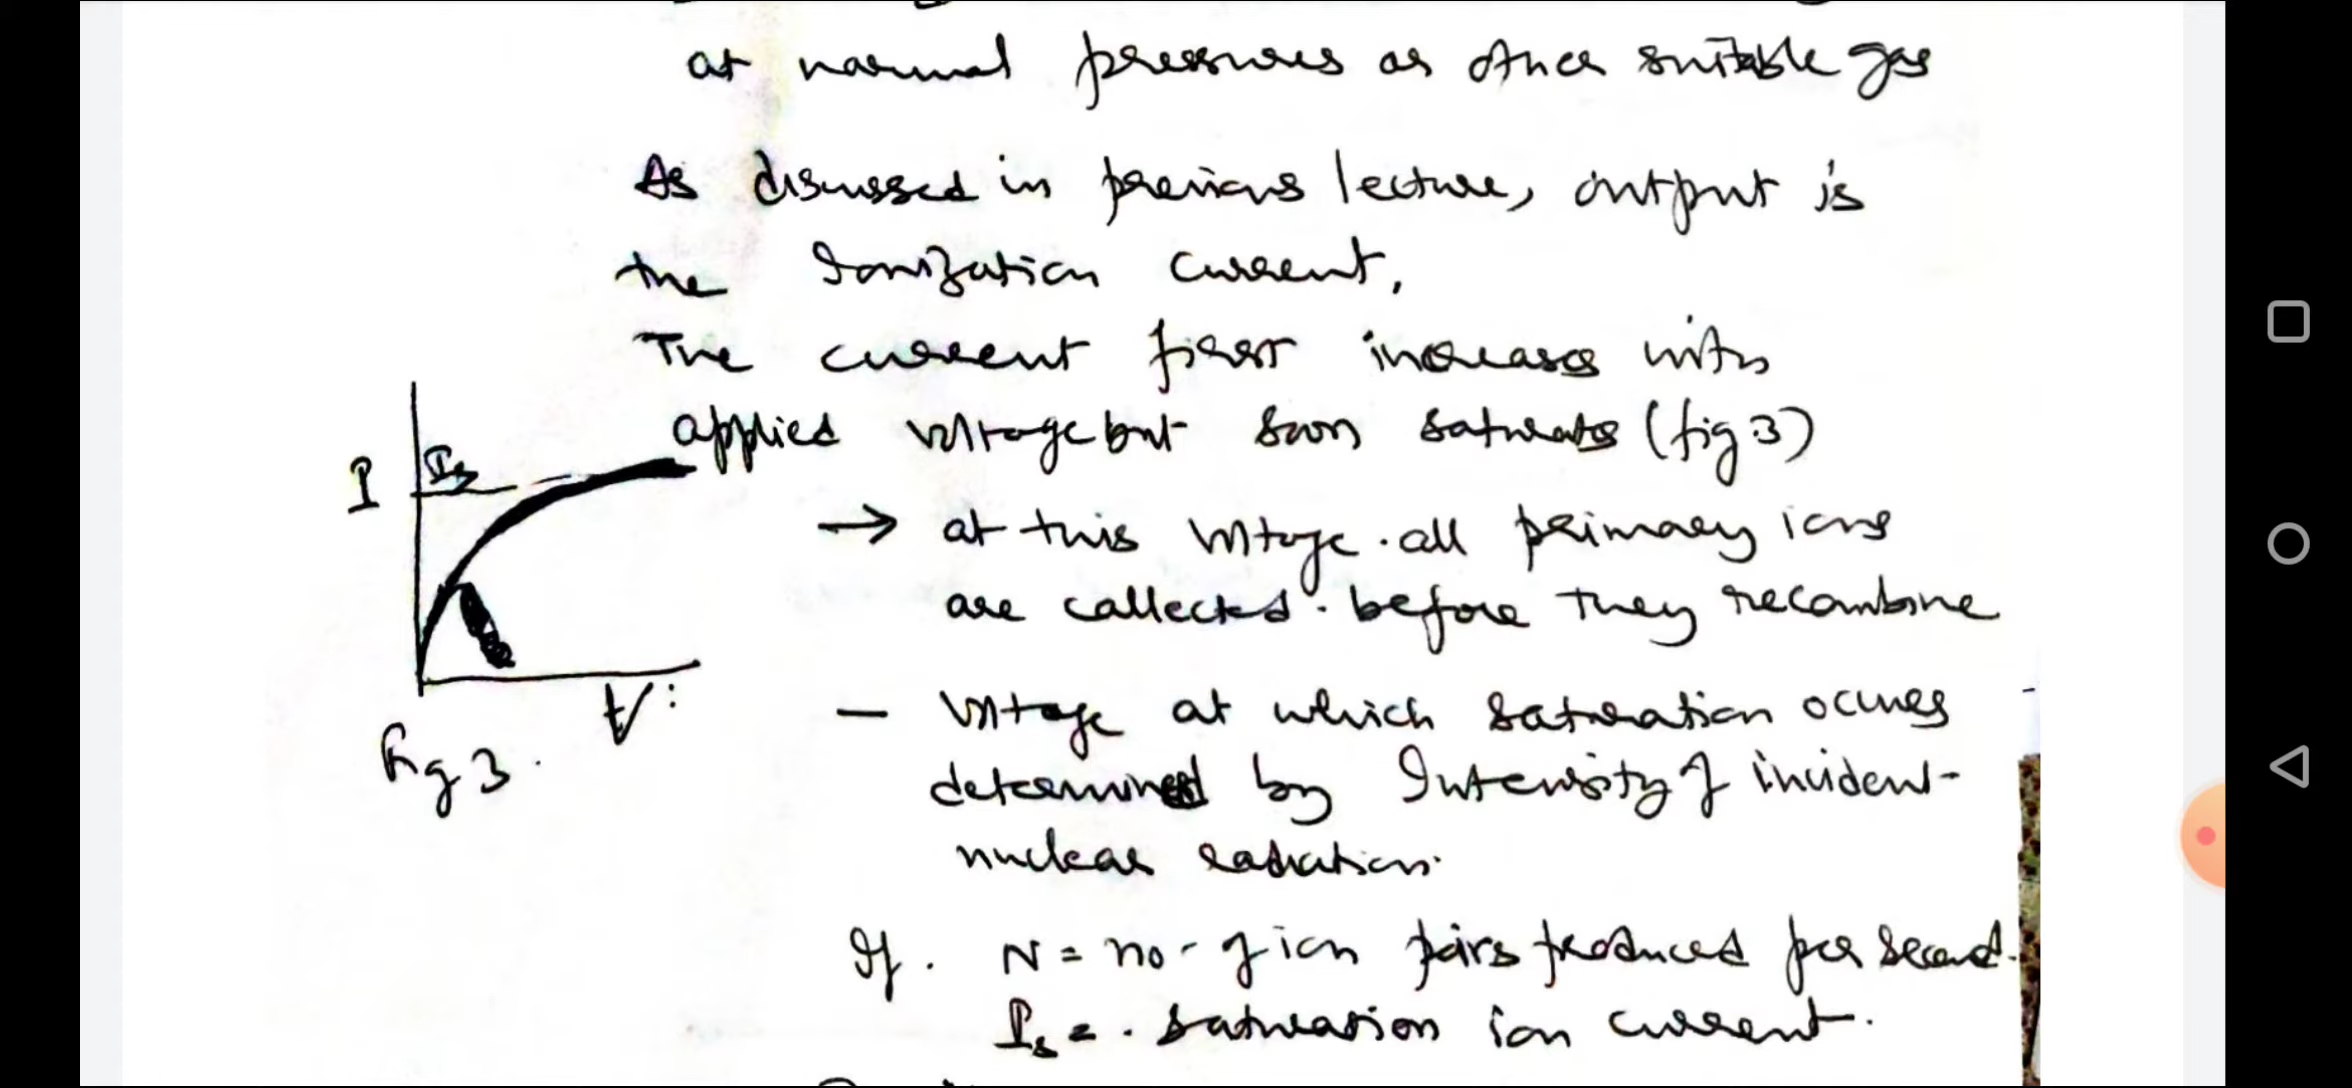 at normal pressures or other suitable gas
As discussed in previous lecture, output is
the Ionization current.
The current first increases with
applied voltage but soon saturates (fig 3)
I
Is
→ at this voltage . all primary ions
are collected . before they recombine
V
Fig 3 .
— Voltage at which saturation occurs
determined by Intensity of incident
nuclear radiation.
If . N = no - of ion pairs produced per second.
Is = . saturation ion current .